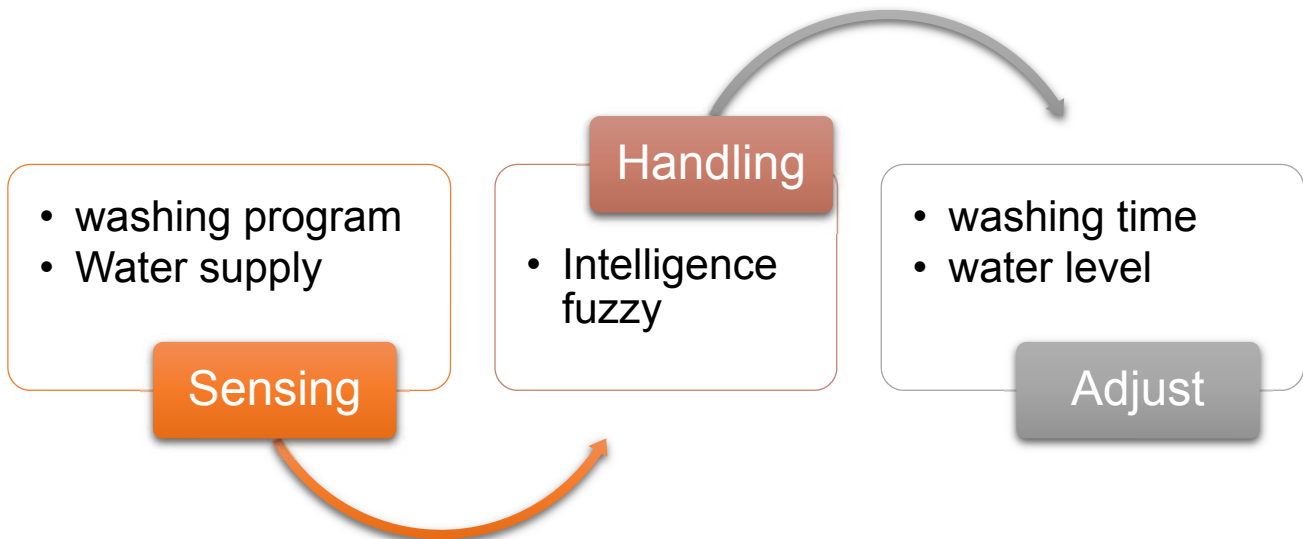 • washing program
• Water supply
Sensing
Handling
• Intelligence
fuzzy
• washing time
• water level
Adjust